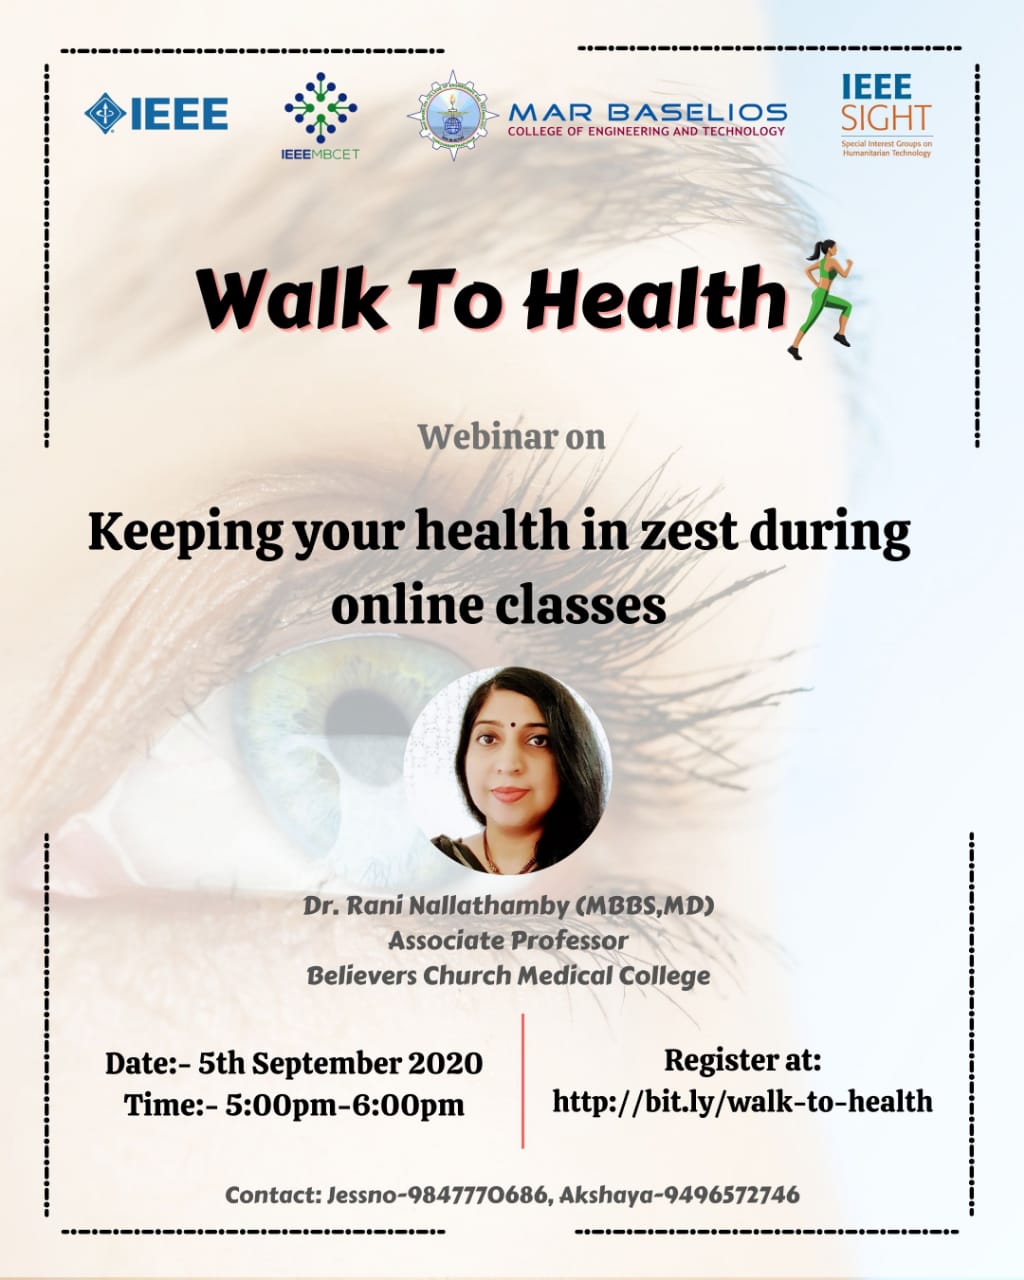 IEEE
IEEEMBCET
MAR BASELIOS
COLLEGE OF ENGINEERING AND TECHNOLOGY
IEEE
SIGHT
Special Interest Groups on
Humanitarian Technology
Walk To Health
Webinar on
Keeping your health in zest during
online classes
Dr. Rani Nallathamby (MBBS,MD)
Associate Professor
Believers Church Medical College
Date:- 5th September 2020
Time:- 5:00pm-6:00pm
Register at:
http://bit.ly/walk-to-health
Contact: Jessno-9847770686, Akshaya-9496572746